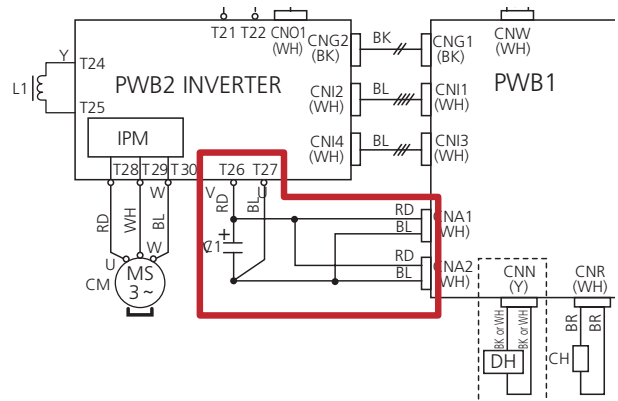 T21 T22 CNO1
(WH)
CNG2
(BK)
BK
CNG1
(BK)
CNW
(WH)
Y T24
L1
T25
PWB2 INVERTER
PWB1
CNI2
(WH)
BL
CNI1
(WH)
IPM
CNI4
(WH)
BL
CNI3
(WH)
T28 T29 T30
T26 T27
V U
W
RD WH BL
RD BL
RD
BL
CNA1
(WH)
+
C1
RD
BL
CNA2
(WH)
U W
CM
MS
3~
CNN
(Y)
CNR
(WH)
BK or WH BK or WH
BR BR
DH
CH